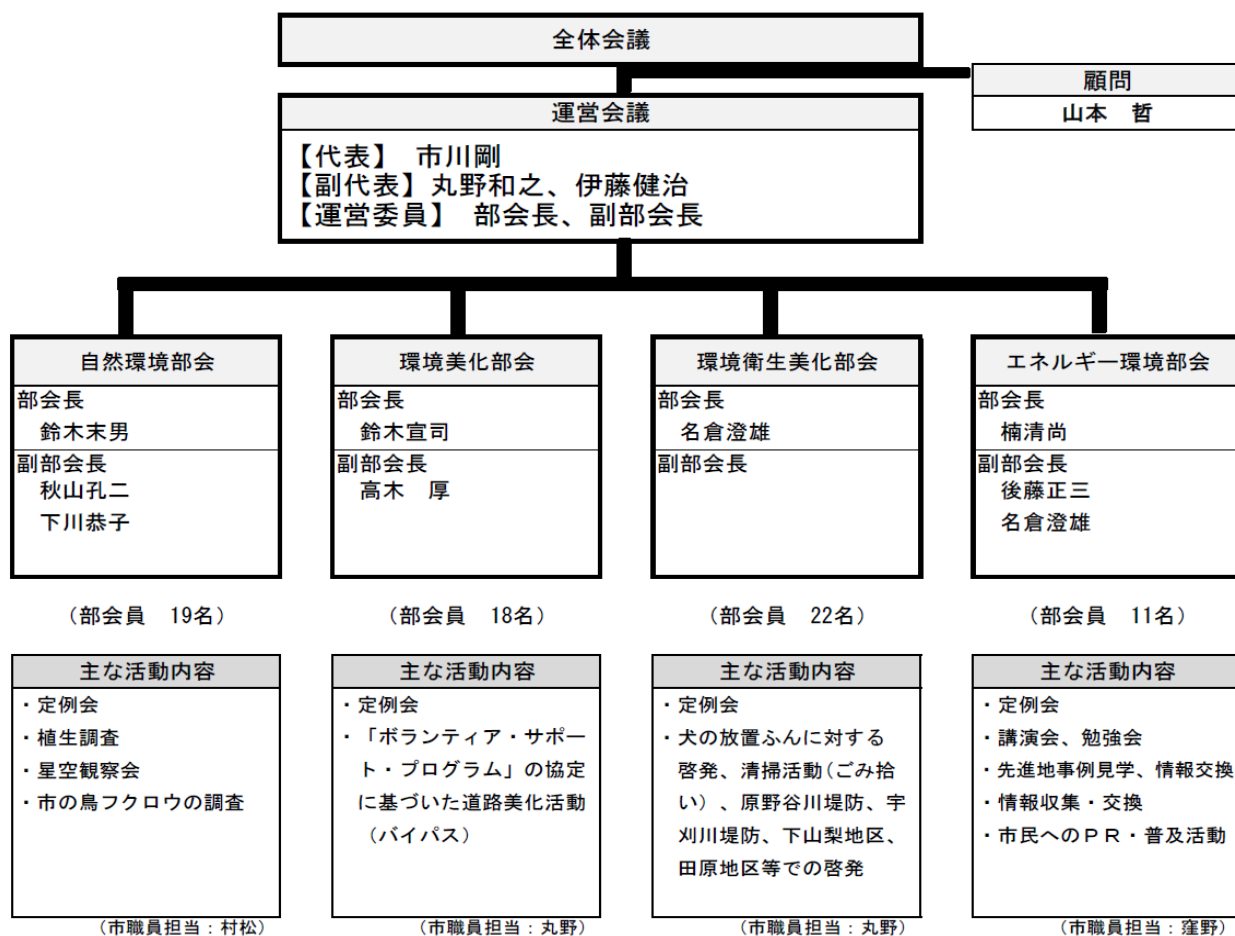 全体会議
顧問
山本　哲
運営会議
【代表】　市川剛
【副代表】丸野和之、伊藤健治
【運営委員】　部会長、副部会長
自然環境部会
部会長
鈴木末男
副部会長
秋山孔二
下川恭子
（部会員　19名）
主な活動内容
・定例会
・植生調査
・星空観察会
・市の鳥フクロウの調査
（市職員担当：村松）
環境美化部会
部会長
鈴木宣司
副部会長
高木　厚
（部会員　18名）
主な活動内容
・定例会
・「ボランティア・サポー
ト・プログラム」の協定
に基づいた道路美化活動
（バイパス）
（市職員担当：丸野）
環境衛生美化部会
部会長
名倉澄雄
副部会長
（部会員　22名）
主な活動内容
・定例会
・犬の放置ふんに対する
啓発、清掃活動(ごみ拾
い）、原野谷川堤防、宇
刈川堤防、下山梨地区、
田原地区等での啓発
（市職員担当：丸野）
エネルギー環境部会
部会長
楠清尚
副部会長
後藤正三
名倉澄雄
（部会員　11名）
主な活動内容
・定例会
・講演会、勉強会
・先進地事例見学、情報交換
・情報収集・交換
・市民へのＰＲ・普及活動
（市職員担当：窪野）